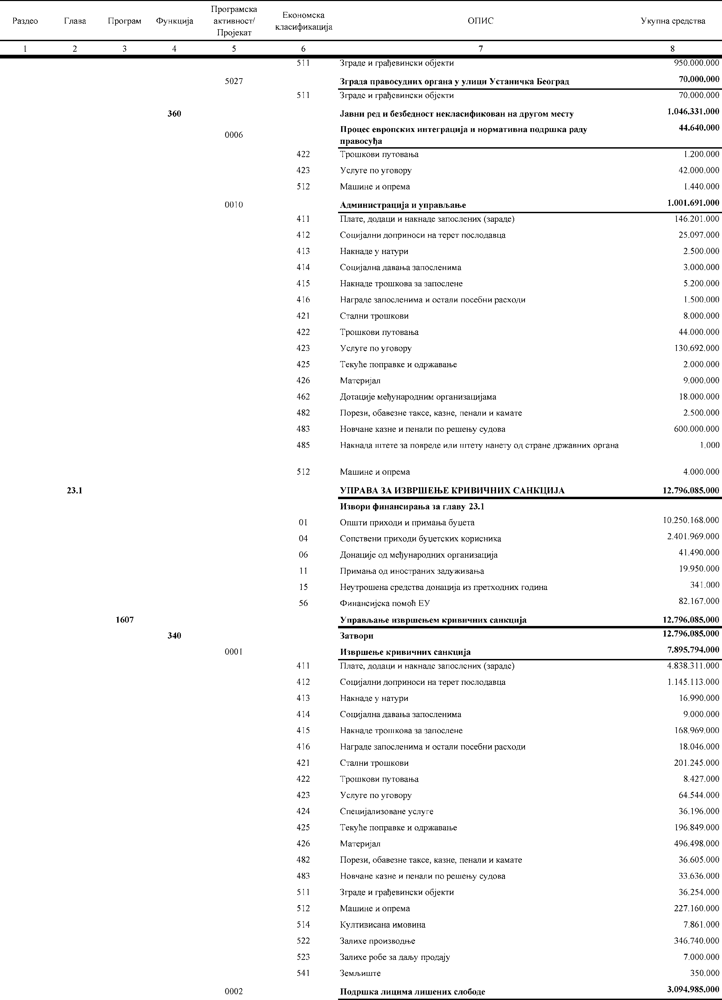 Раздео Глава Програм Функција Програмска активност/ Пројекат Економска класификација ОПИС Укупна средства
1 2 3 4 5 6 7 8
511 Зграде и грађевински објекти 950.000.000
5027 Зграда правосудних органа у улици Устаничка Београд 70.000.000
511 Зграде и грађевински објекти 70.000.000
360 Јавни ред и безбедност некласификован на другом месту 1.046.331.000
0006 Процес европских интеграција и нормативна подршка раду 44.640.000
правосуђа
422 Трошкови путовања 1.200.000
423 Услуге по уговору 42.000.000
512 Машине и опрема 1.440.000
0010 Администрација и управљање 1.001.691.000
411 Плате, додаци и накнаде запослених (зараде) 146.201.000
412 Социјални доприноси на терет послодавца 25.097.000
413 Накнаде у натури 2.500.000
414 Социјална давања запосленима 3.000.000
415 Накнаде трошкова за запослене 5.200.000
416 Награде запосленима и остали посебни расходи 1.500.000
421 Стални трошкови 8.000.000
422 Трошкови путовања 44.000.000
423 Услуге по уговору 130.692.000
425 Текуће поправке и одржавање 2.000.000
426 Материјал 9.000.000
462 Дотације међународним организацијама 18.000.000
482 Порези, обавезне таксе, казне, пенали и камате 2.500.000
483 Новчане казне и пенали по решењу судова 600.000.000
485 Накнада штете за повреде или штету нанету од стране државних органа 1.000
512 Машине и опрема 4.000.000
23.1 УПРАВА ЗА ИЗВРШЕЊЕ КРИВИЧНИХ САНКЦИЈА 12.796.085.000
Извори финансирања за главу 23.1
01 Општи приходи и примања буџета 10.250.168.000
04 Сопствени приходи буџетских корисника 2.401.969.000
06 Донације од међународних организација 41.490.000
11 Примања од иностраних задуживања 19.950.000
15 Неутрошена средства донација из претходних година 341.000
56 Финансијска помоћ ЕУ 82.167.000
1607 Управљање извршењем кривичних санкција 12.796.085.000
340 Затвори 12.796.085.000
0001 Извршење кривичних санкција 7.895.794.000
411 Плате, додаци и накнаде запослених (зараде) 4.838.311.000
412 Социјални доприноси на терет послодавца 1.145.113.000
413 Накнаде у натури 16.990.000
414 Социјална давања запосленима 9.000.000
415 Накнаде трошкова за запослене 168.969.000
416 Награде запосленима и остали посебни расходи 18.046.000
421 Стални трошкови 201.245.000
422 Трошкови путовања 8.427.000
423 Услуге по уговору 64.544.000
424 Специјализоване услуге 36.196.000
425 Текуће поправке и одржавање 196.849.000
426 Материјал 496.498.000
482 Порези, обавезне таксе, казне, пенали и камате 36.605.000
483 Новчане казне и пенали по решењу судова 33.636.000
511 Зграде и грађевински објекти 36.254.000
512 Машине и опрема 227.160.000
514 Култивисана имовина 7.861.000
522 Залихе производње 346.740.000
523 Залихе робе за даљу продају 7.000.000
541 Земљиште 350.000
0002 Подршка лицима лишених слободе 3.094.985.000